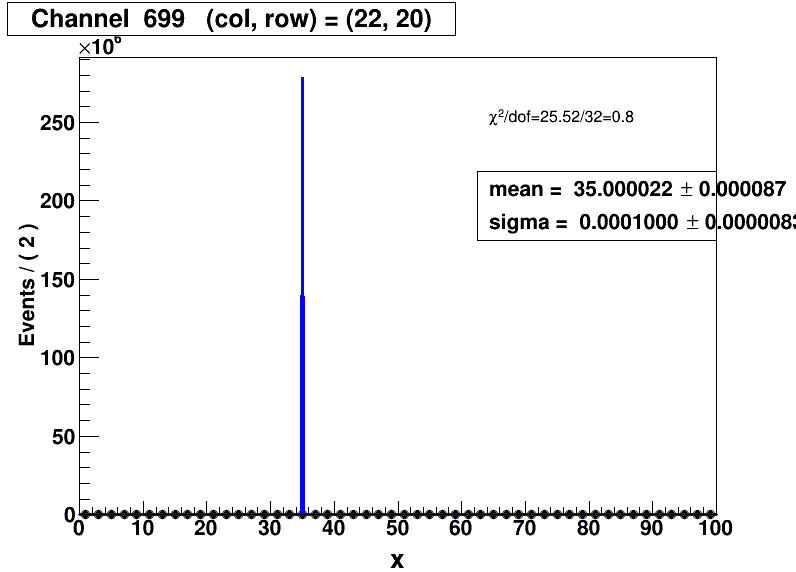 Channel 699 (col, row) = (22, 20)
×10⁶
χ²/dof=25.52/32=0.8
mean = 35.000022 ± 0.000087
sigma = 0.0001000 ± 0.0000083
Events / ( 2 )
250
200
150
100
50
0
0 10 20 30 40 50 60 70 80 90 100
x